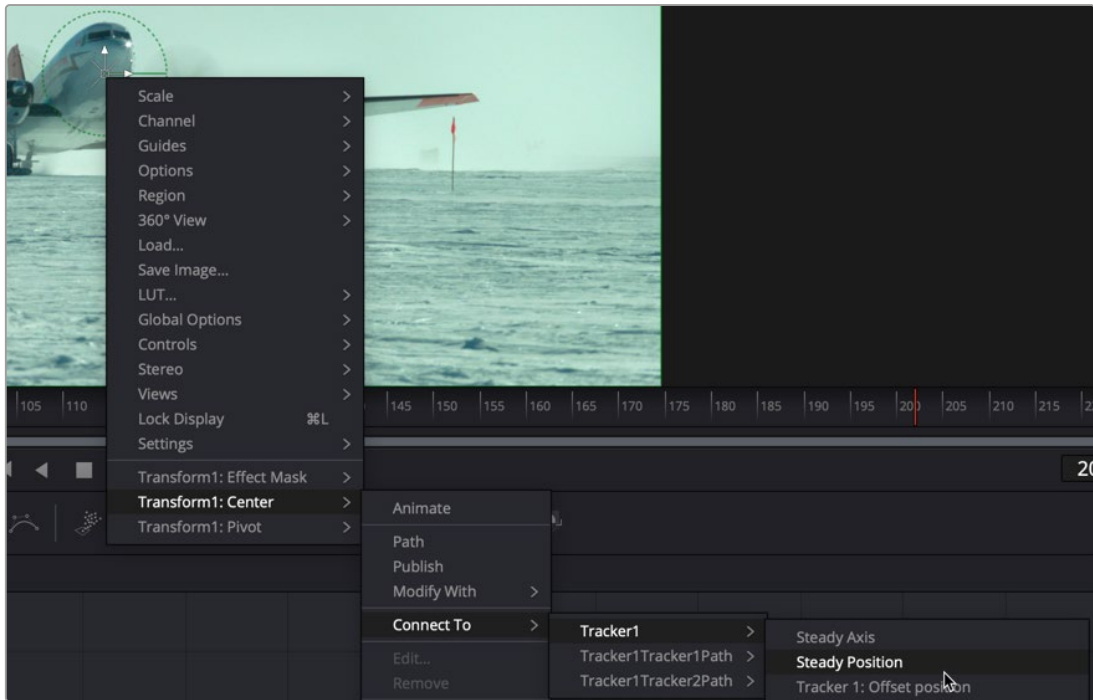 Scale
Channel
Guides
Options
Region
360° View
Load...
Save Image...
LUT...
Global Options
Controls
Stereo
Views
Lock Display ⌘L
Settings
105 110 145 150 155 160 165 170 175 180 185 190 195 200 205 210 215
Transform1: Effect Mask
Transform1: Center
Transform1: Pivot
Animate
Path
Publish
Modify With
Connect To
Edit...
Remove
Tracker1
Tracker1Tracker1Path
Tracker1Tracker2Path
Steady Axis
Steady Position
Tracker 1: Offset position